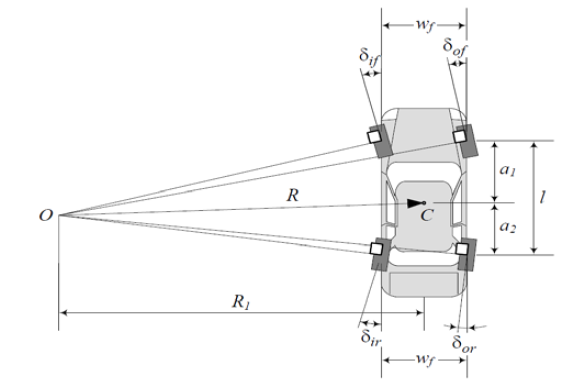 w_f
δ_if
δ_of
a_1
R
l
O
C
a_2
R_1
δ_ir
δ_or
w_f